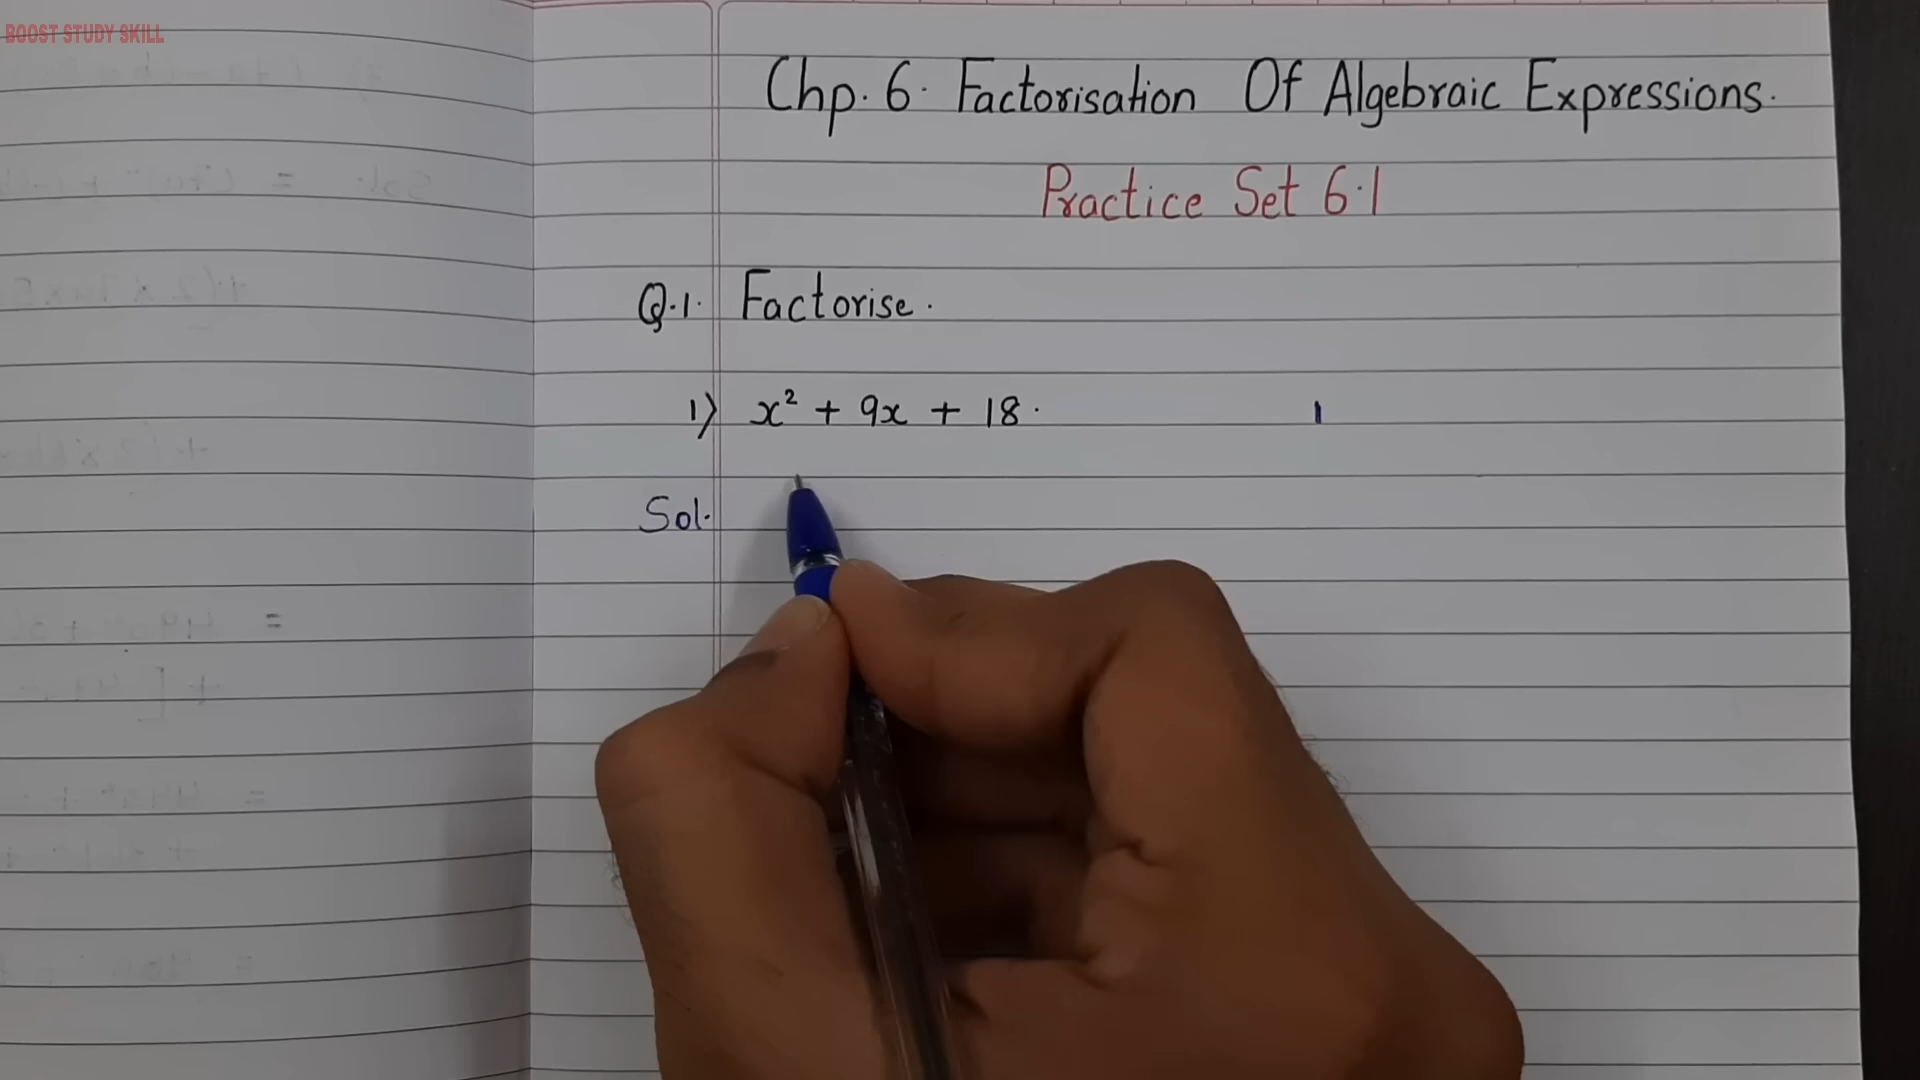 BOOST STUDY SKILL
Chp. 6. Factorisation Of Algebraic Expressions.
Practice Set 6.1
Q.1. Factorise.
1) x² + 9x + 18. 1
Sol.